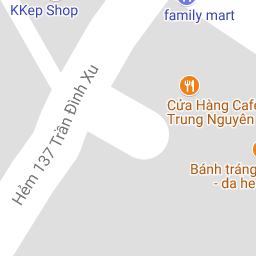 KKep Shop
family mart
Cửa Hàng Cafe
Trung Nguyên
Hẻm 137 Trần Đình Xu
Bánh tráng
- da he